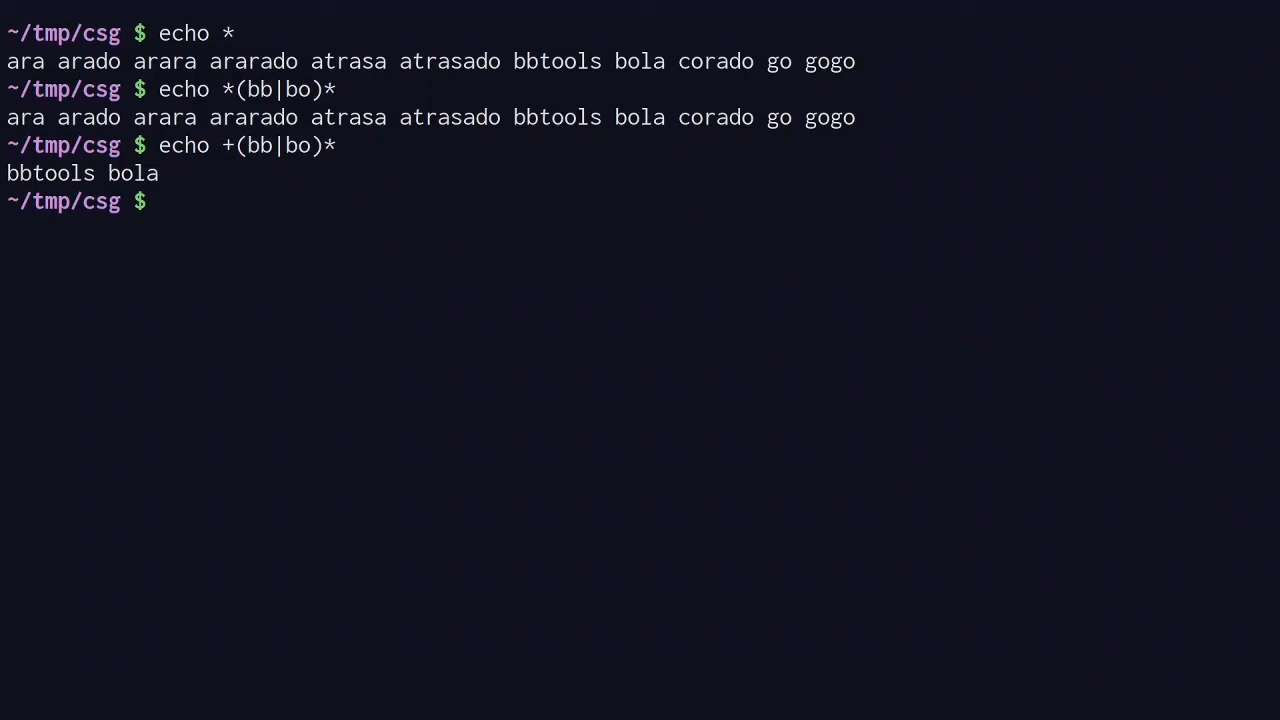 ~/tmp/csg $ echo *
ara arado arara ararado atrasa atrasado bbtools bola corado go gogo
~/tmp/csg $ echo *(bb|bo)*
ara arado arara ararado atrasa atrasado bbtools bola corado go gogo
~/tmp/csg $ echo +(bb|bo)*
bbtools bola
~/tmp/csg $